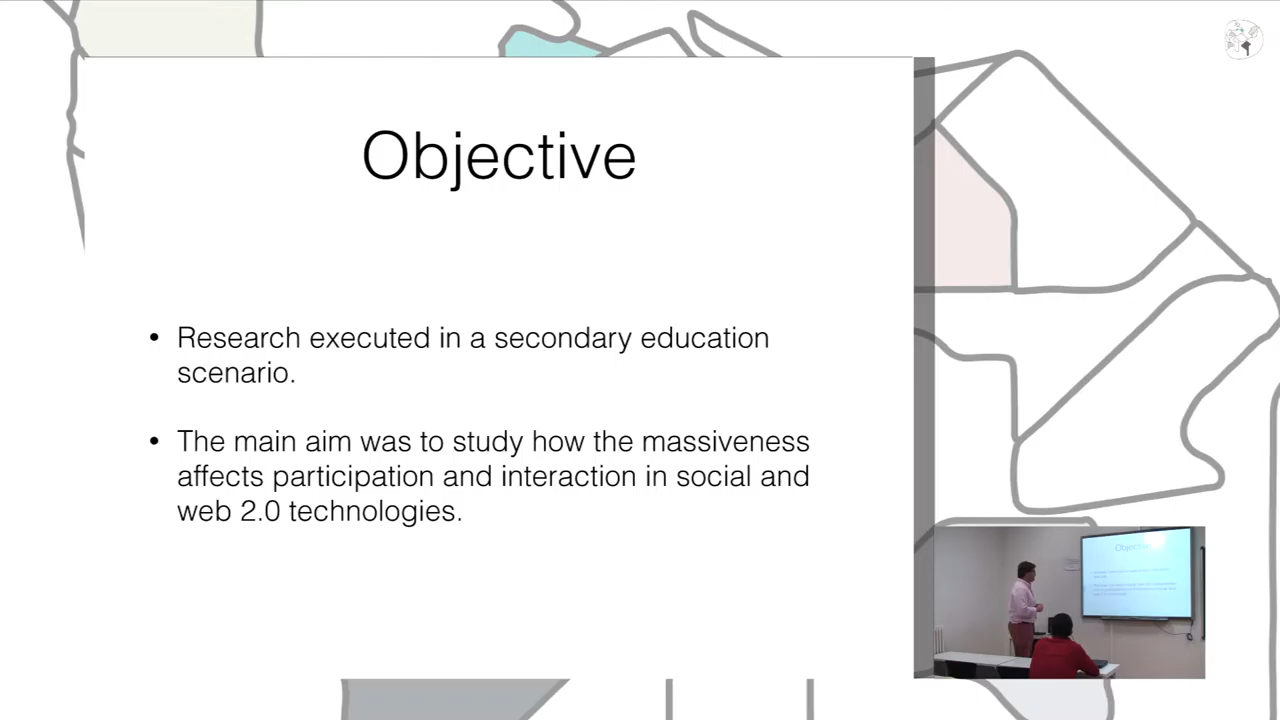 Objective
• Research executed in a secondary education
scenario.
• The main aim was to study how the massiveness
affects participation and interaction in social and
web 2.0 technologies.
Objective